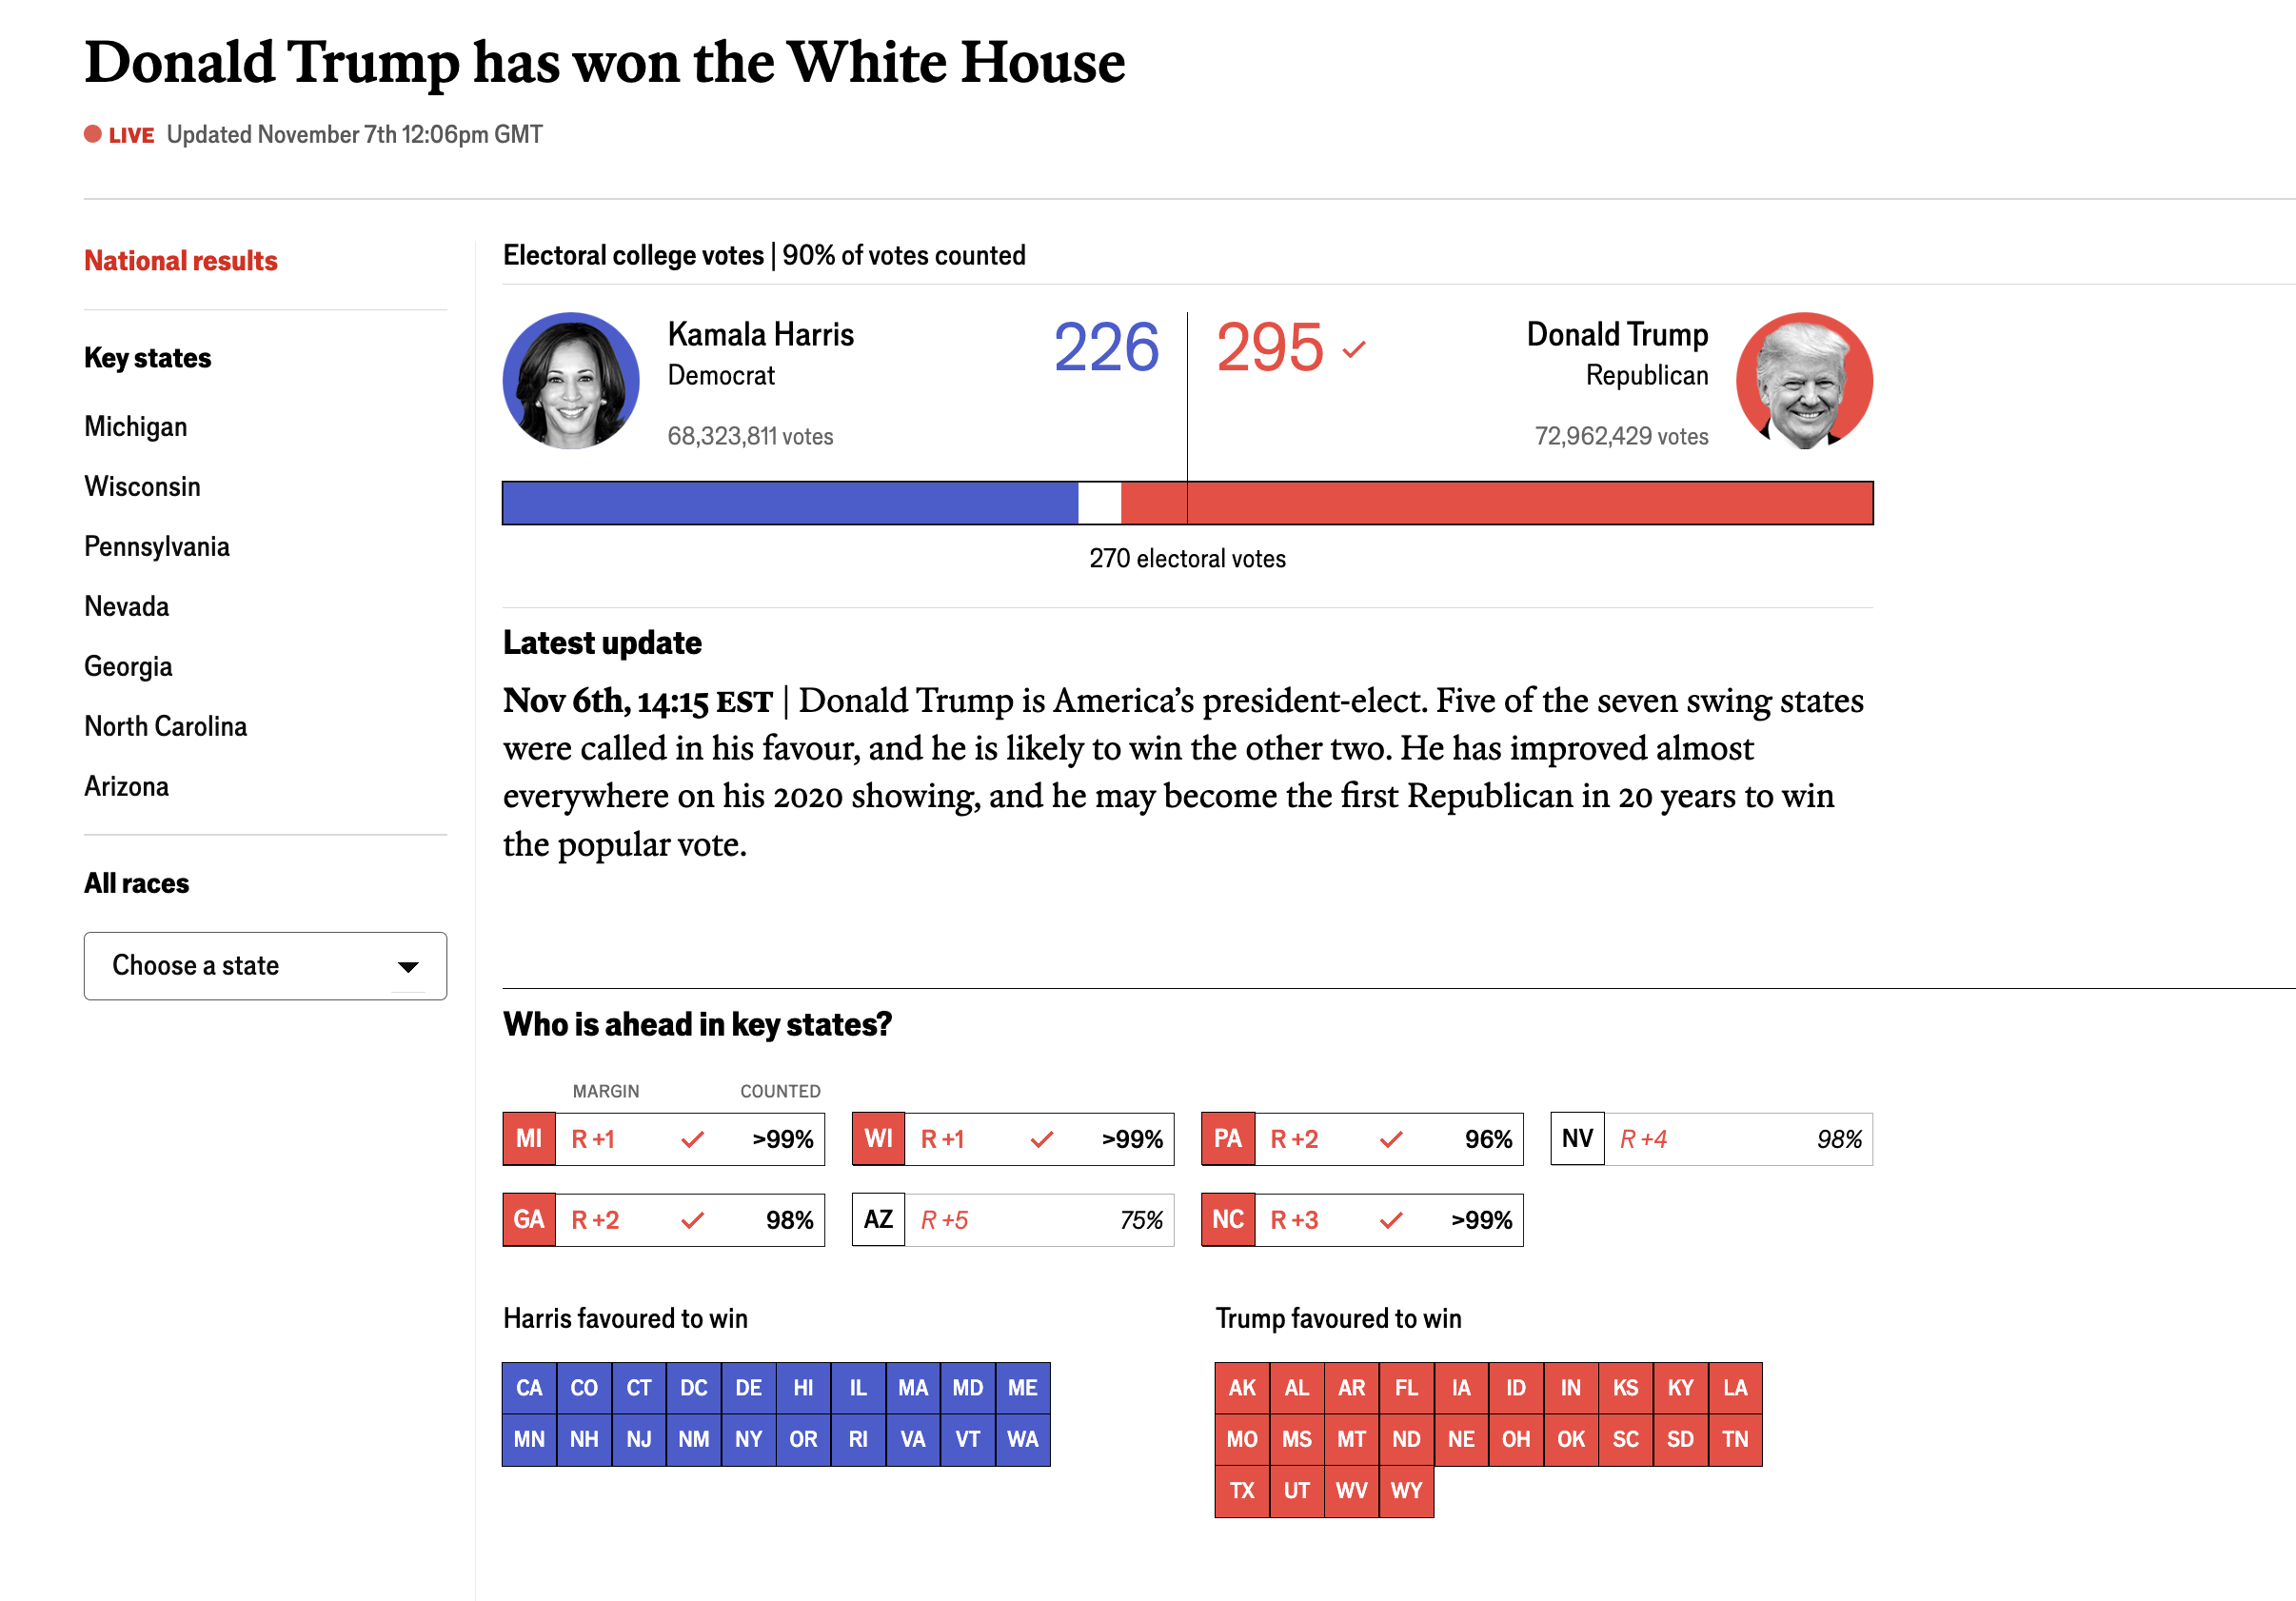 Donald Trump has won the White House
LIVE Updated November 7th 12:06pm GMT
National results
Key states
Michigan
Wisconsin
Pennsylvania
Nevada
Georgia
North Carolina
Arizona
All races
Choose a state
Electoral college votes | 90% of votes counted
Kamala Harris
Democrat
68,323,811 votes
226
295
Donald Trump
Republican
72,962,429 votes
270 electoral votes
Latest update
Nov 6th, 14:15 EST | Donald Trump is America’s president-elect. Five of the seven swing states
were called in his favour, and he is likely to win the other two. He has improved almost
everywhere on his 2020 showing, and he may become the first Republican in 20 years to win
the popular vote.
Who is ahead in key states?
MARGIN COUNTED
MI R +1 ✓ >99% WI R +1 ✓ >99% PA R +2 ✓ 96% NV R +4 98%
GA R +2 ✓ 98% AZ R +5 75% NC R +3 ✓ >99%
Harris favoured to win
CA CO CT DC DE HI IL MA MD ME
MN NH NJ NM NY OR RI VA VT WA
Trump favoured to win
AK AL AR FL IA ID IN KS KY LA
MO MS MT ND NE OH OK SC SD TN
TX UT WV WY